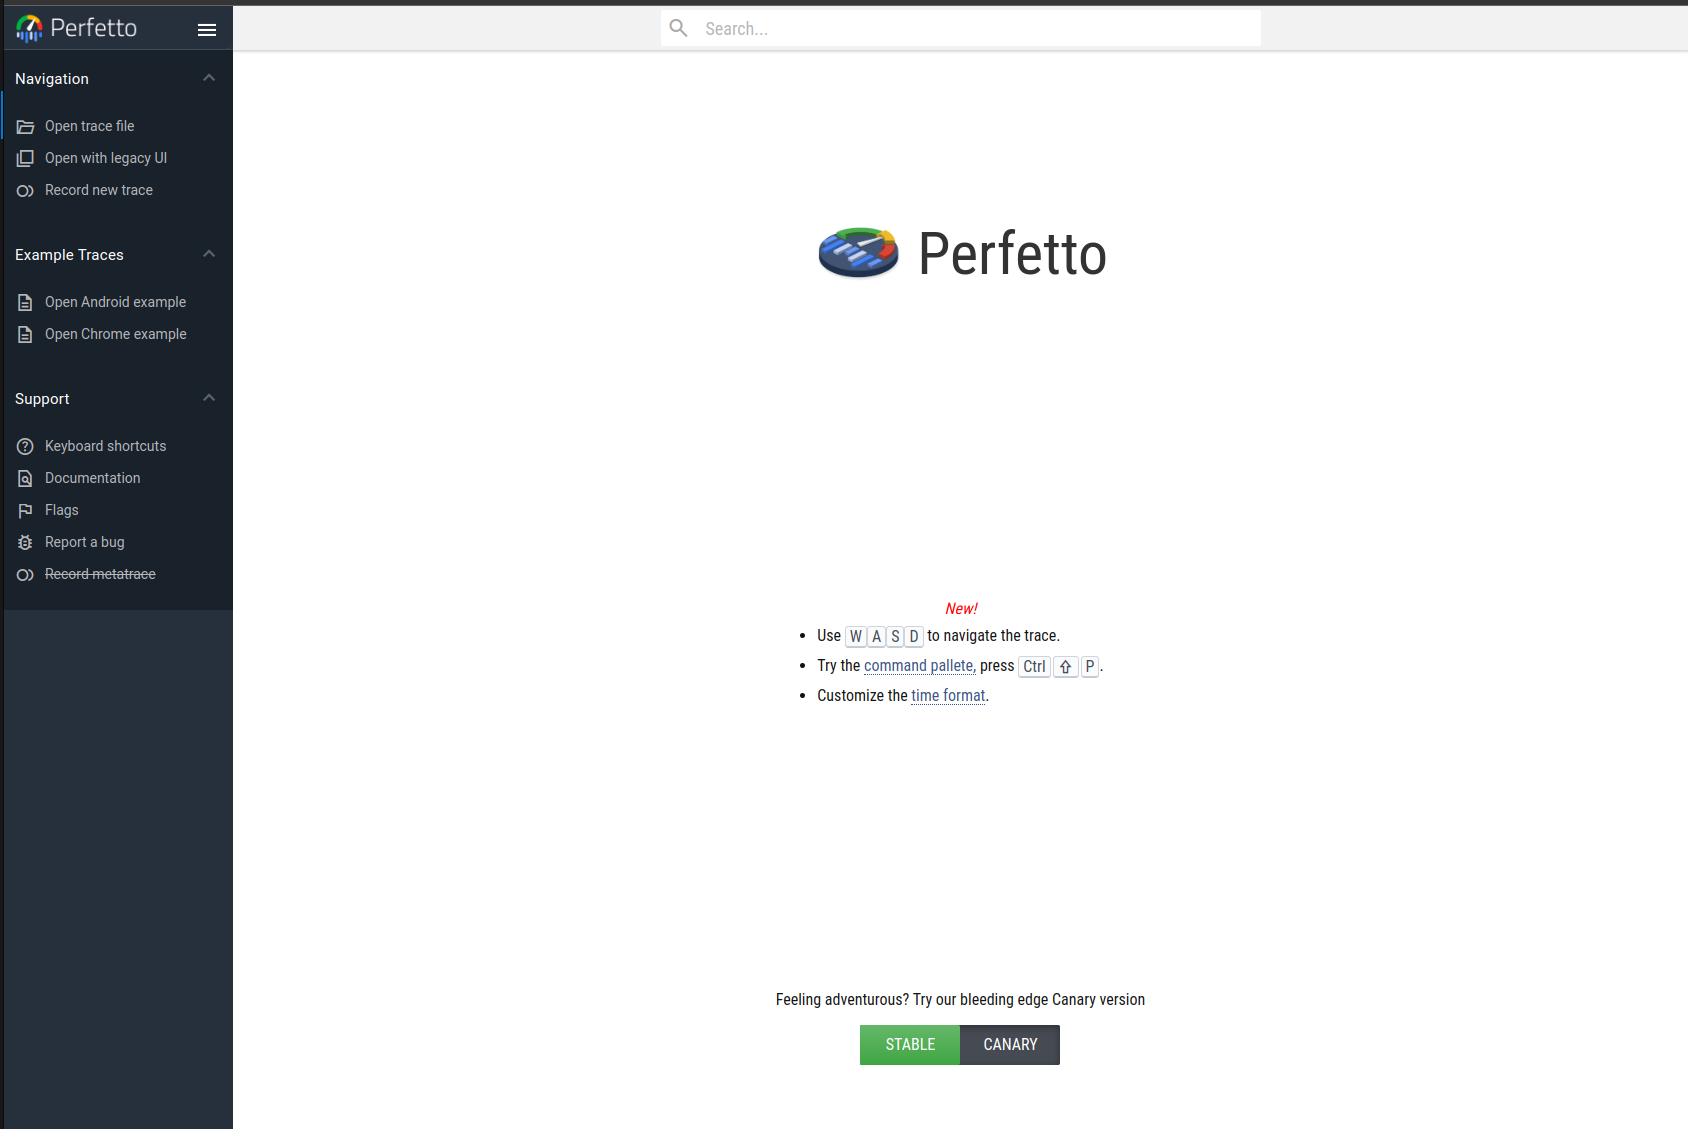 Perfetto
Search...
Navigation
Open trace file
Open with legacy UI
Record new trace
Example Traces
Open Android example
Open Chrome example
Support
Keyboard shortcuts
Documentation
Flags
Report a bug
Record metatrace
Perfetto
New!
Use W A S D to navigate the trace.
Try the command pallete, press Ctrl ⇧ P.
Customize the time format.
Feeling adventurous? Try our bleeding edge Canary version
STABLE CANARY